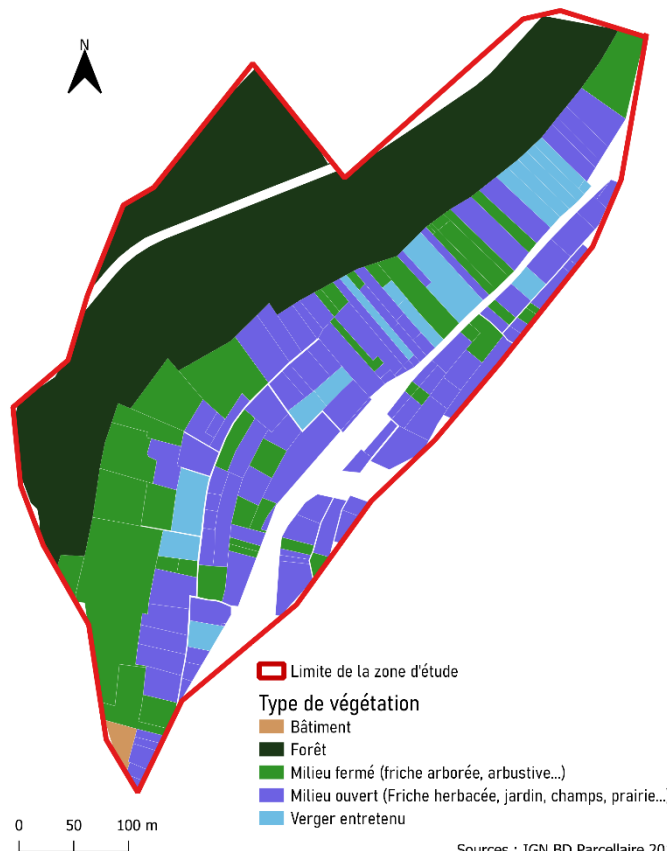 N
Limite de la zone d'étude
Type de végétation
Bâtiment
Forêt
Milieu fermé (friche arborée, arbustive...)
Milieu ouvert (Friche herbacée, jardin, champs, prairie...)
Verger entretenu
0 50 100 m
Sources : IGN BD Parcellaire 20